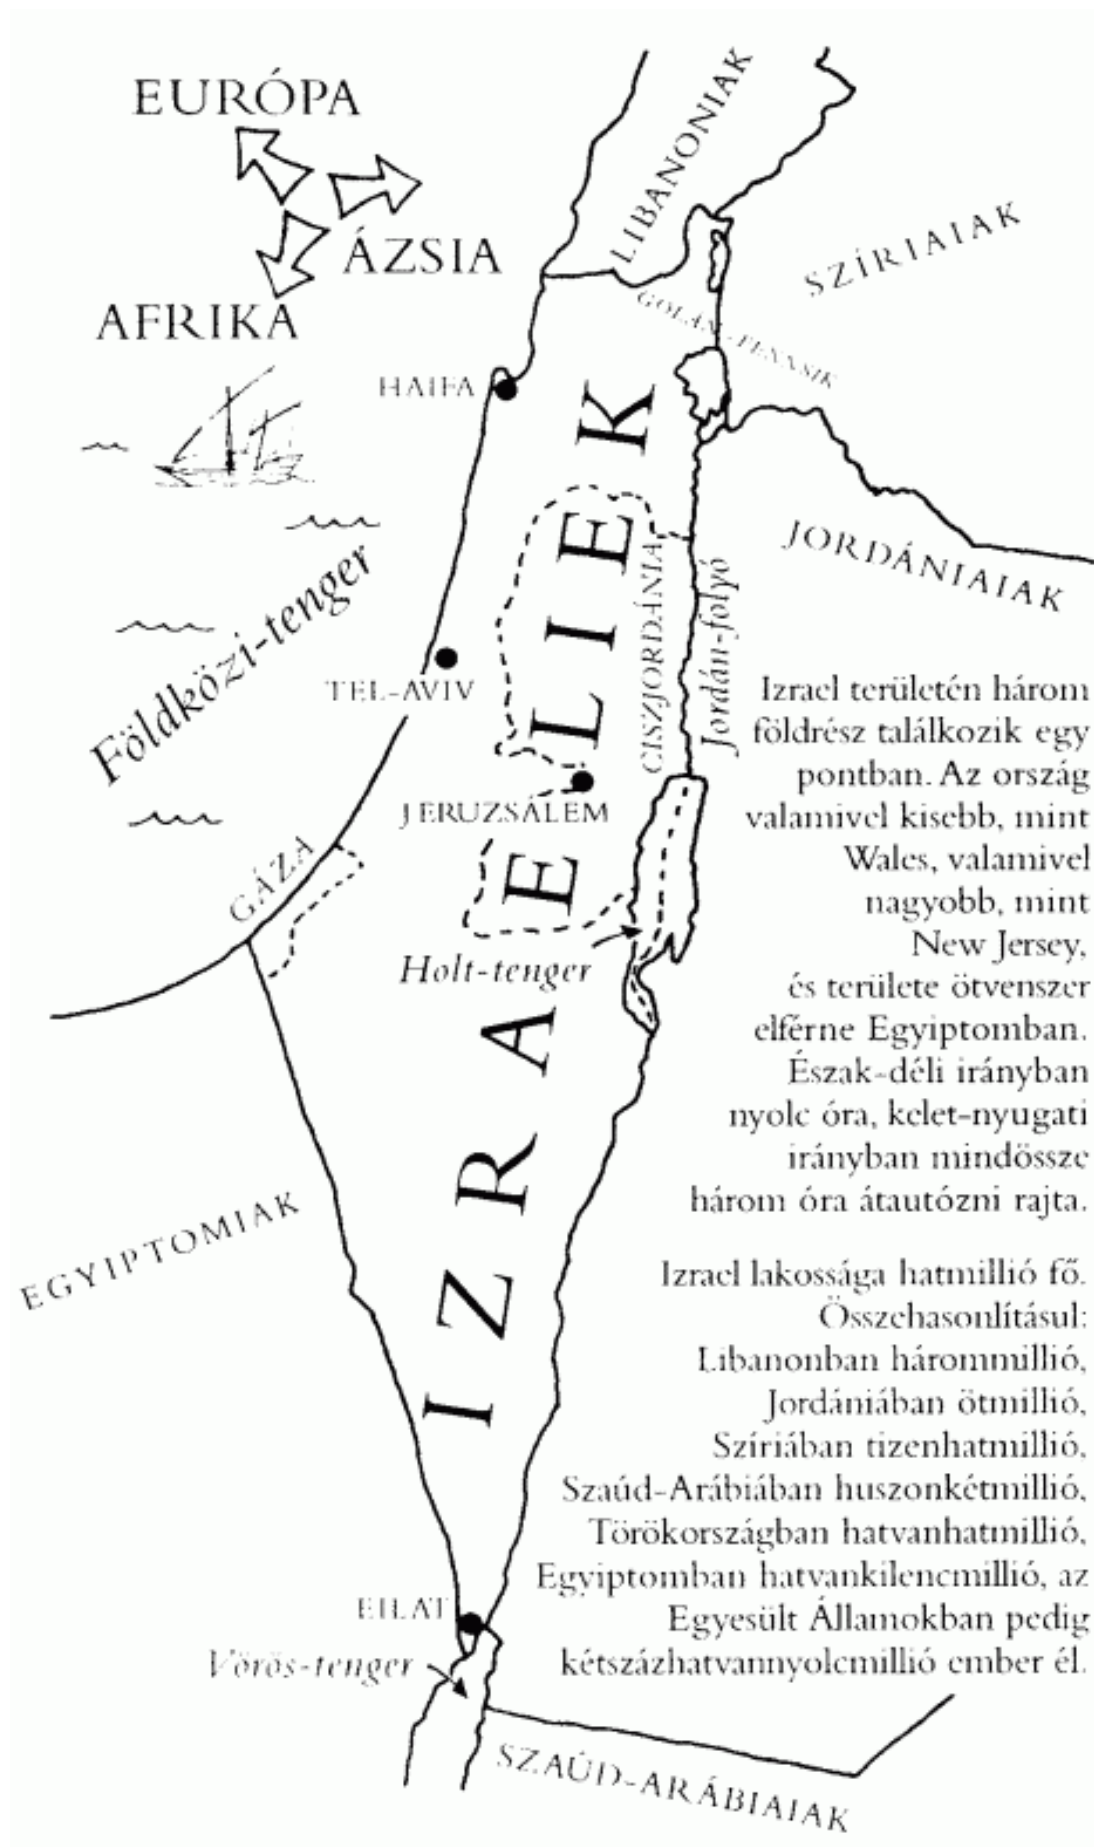 EURÓPA
ÁZSIA
AFRIKA
LIBANONIAK
SZÍRIAIAK
GOLÁN-FENNSÍK
HAIFA
JORDÁNIAIAK
Földközi-tenger
CISZJORDÁNIA
Jordán-folyó
TEL-AVIV
JERUZSÁLEM
GÁZA
Holt-tenger
IZRAELIEK
EGYIPTOMIAK
EILAT
Vörös-tenger
SZAÚD-ARÁBIAIAK
Izrael területén három
földrész találkozik egy
pontban. Az ország
valamivel kisebb, mint
Wales, valamivel
nagyobb, mint
New Jersey,
és területe ötvenszer
elférne Egyiptomban.
Észak-déli irányban
nyolc óra, kelet-nyugati
irányban mindössze
három óra átautózni rajta.
Izrael lakossága hatmillió fő.
Összehasonlításul:
Libanonban hárommillió,
Jordániában ötmillió,
Szíriában tizenhatmillió,
Szaúd-Arábiában huszonkétmillió,
Törökországban hatvanhatmillió,
Egyiptomban hatvankilencmillió, az
Egyesült Államokban pedig
kétszázhatvannyolcmillió ember él.